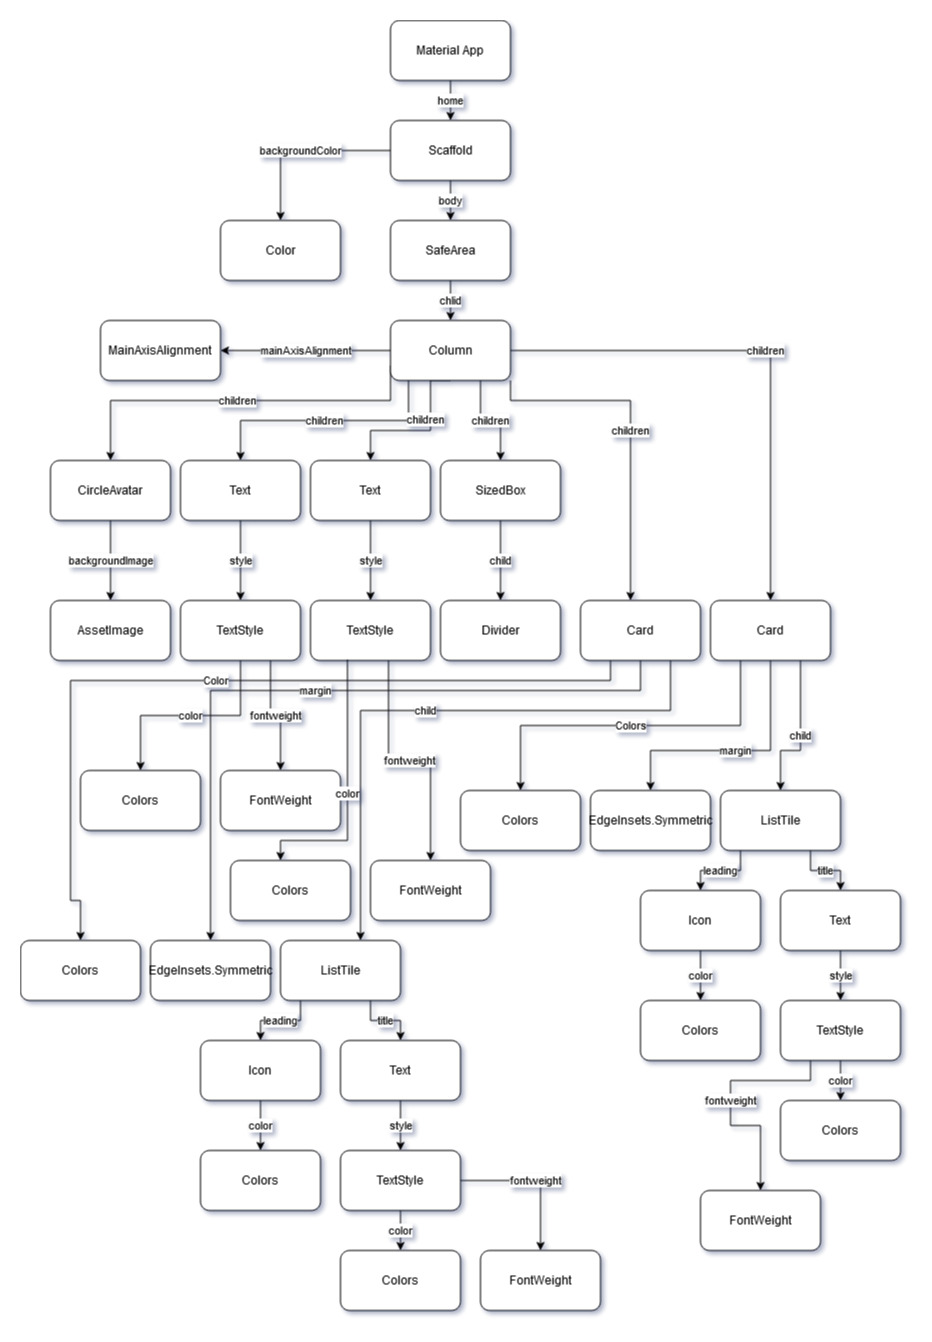 Material App
home
Scaffold
backgroundColor
body
Color
SafeArea
chlid
MainAxisAlignment
mainAxisAlignment
Column
children
children
children
children
children
children
CircleAvatar
Text
Text
SizedBox
backgroundImage
style
style
child
AssetImage
TextStyle
TextStyle
Divider
Card
Card
Color
margin
child
color
fontweight
Colors
child
margin
fontweight
Colors
FontWeight
color
Colors
EdgeInsets.Symmetric
ListTile
Colors
FontWeight
leading
title
Icon
Text
Colors
EdgeInsets.Symmetric
ListTile
color
style
leading
title
Colors
TextStyle
Icon
Text
color
fontweight
color
style
Colors
Colors
TextStyle
fontweight
FontWeight
color
Colors
FontWeight